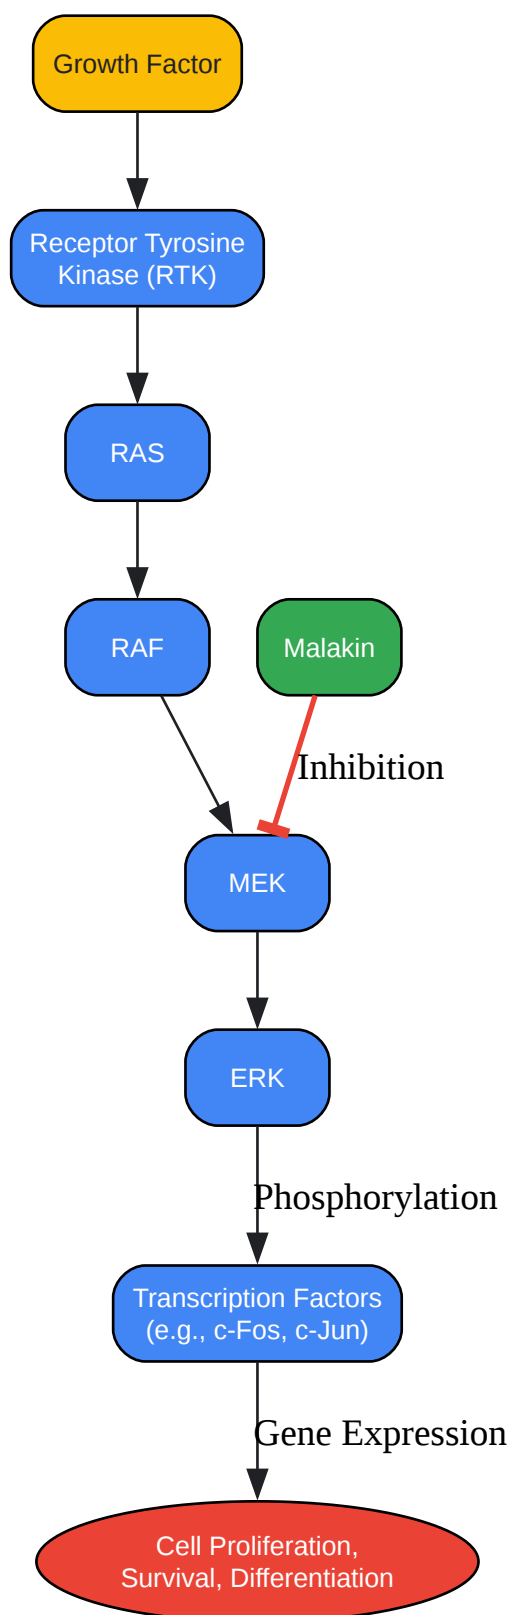 Growth Factor
Receptor Tyrosine
Kinase (RTK)
RAS
RAF
Malakin
Inhibition
MEK
ERK
Phosphorylation
Transcription Factors
(e.g., c-Fos, c-Jun)
Gene Expression
Cell Proliferation,
Survival, Differentiation